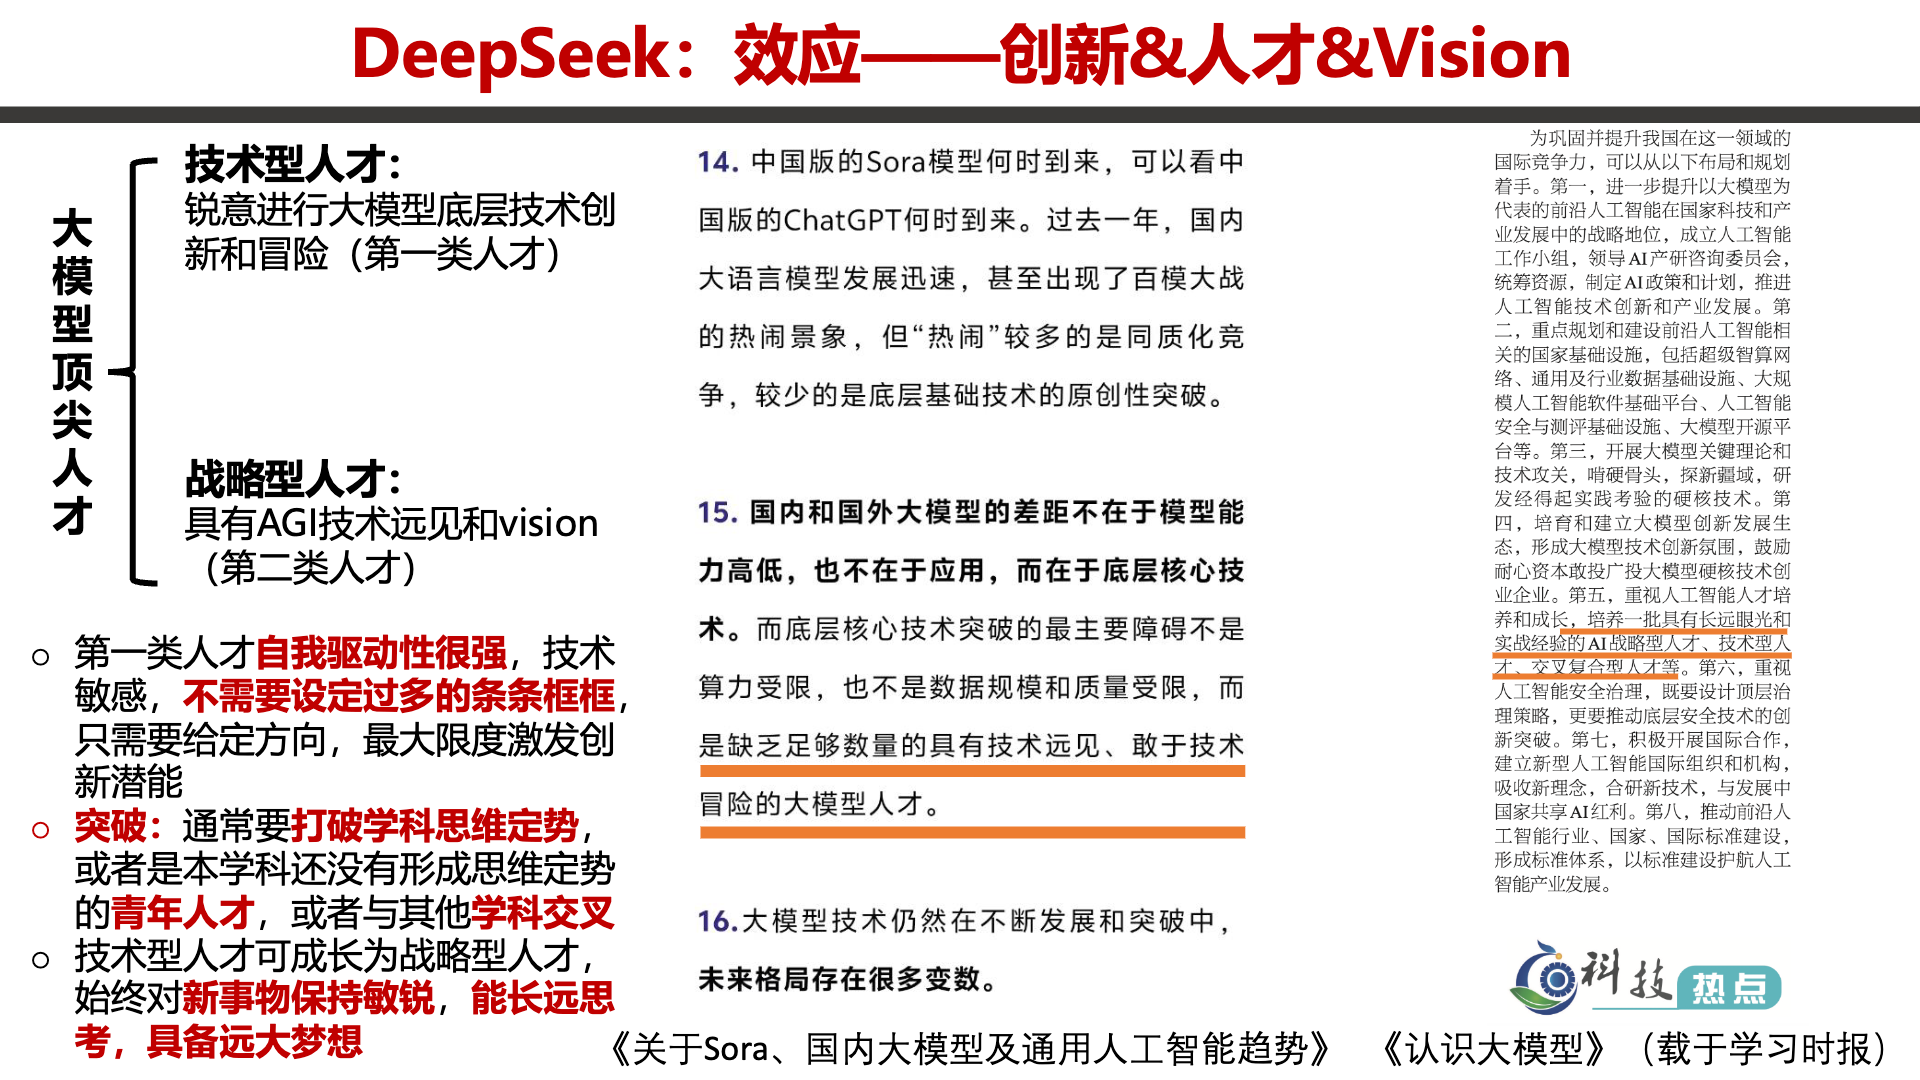 DeepSeek：效应——创新&人才&Vision
大
模
型
顶
尖
人
才
技术型人才：
锐意进行大模型底层技术创
新和冒险（第一类人才）
战略型人才：
具有AGI技术远见和vision
（第二类人才）
○ 第一类人才自我驱动性很强，技术
敏感，不需要设定过多的条条框框，
只需要给定方向，最大限度激发创
新潜能
○ 突破：通常要打破学科思维定势，
或者是本学科还没有形成思维定势
的青年人才，或者与其他学科交叉
○ 技术型人才可成长为战略型人才，
始终对新事物保持敏锐，能长远思
考，具备远大梦想
14. 中国版的Sora模型何时到来，可以看中
国版的ChatGPT何时到来。过去一年，国内
大语言模型发展迅速，甚至出现了百模大战
的热闹景象，但“热闹”较多的是同质化竞
争，较少的是底层基础技术的原创性突破。
15. 国内和国外大模型的差距不在于模型能
力高低，也不在于应用，而在于底层核心技
术。而底层核心技术突破的最主要障碍不是
算力受限，也不是数据规模和质量受限，而
是缺乏足够数量的具有技术远见、敢于技术
冒险的大模型人才。
16.大模型技术仍然在不断发展和突破中，
未来格局存在很多变数。
《关于Sora、国内大模型及通用人工智能趋势》
为巩固并提升我国在这一领域的
国际竞争力，可以从以下布局和规划
着手。第一，进一步提升以大模型为
代表的前沿人工智能在国家科技和产
业发展中的战略地位，成立人工智能
工作小组，领导AI产研咨询委员会，
统筹资源，制定AI政策和计划，推进
人工智能技术创新和产业发展。第
二，重点规划和建设前沿人工智能相
关的国家基础设施，包括超级智算网
络、通用及行业数据基础设施、大规
模人工智能软件基础平台、人工智能
安全与测评基础设施、大模型开源平
台等。第三，开展大模型关键理论和
技术攻关，啃硬骨头，探新疆域，研
发经得起实践考验的硬核技术。第
四，培育和建立大模型创新发展生
态，形成大模型技术创新氛围，鼓励
耐心资本敢投广投大模型硬核技术创
业企业。第五，重视人工智能人才培
养和成长，培养一批具有长远眼光和
实战经验的AI战略型人才、技术型人
才、交叉复合型人才等。第六，重视
人工智能安全治理，既要设计顶层治
理策略，更要推动底层安全技术的创
新突破。第七，积极开展国际合作，
建立新型人工智能国际组织和机构，
吸收新理念，合研新技术，与发展中
国家共享AI红利。第八，推动前沿人
工智能行业、国家、国际标准建设，
形成标准体系，以标准建设护航人工
智能产业发展。
科技 热点
《认识大模型》（载于学习时报）